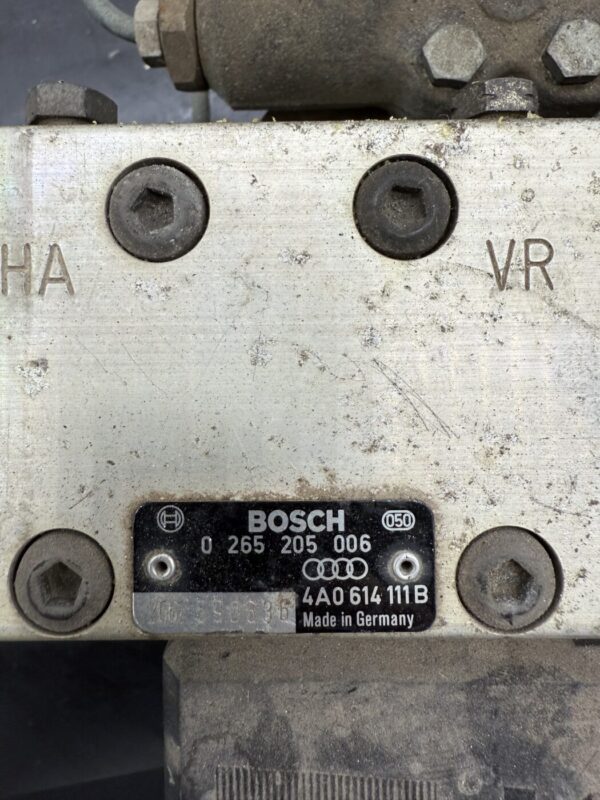 HA VR
BOSCH 050
0 265 205 006
4A0 614 111 B
Made in Germany